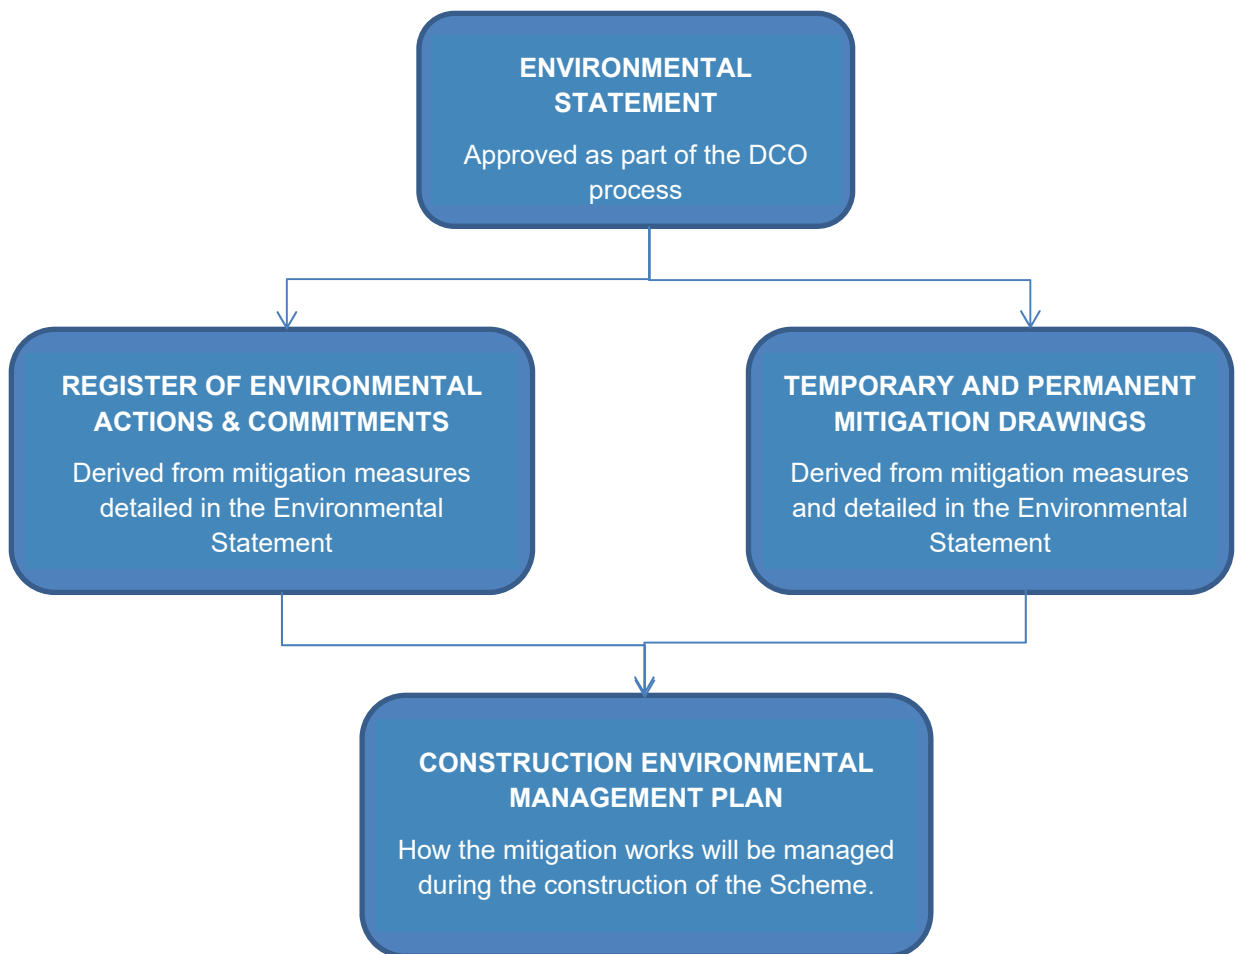 ENVIRONMENTAL
STATEMENT
Approved as part of the DCO
process
REGISTER OF ENVIRONMENTAL
ACTIONS & COMMITMENTS
Derived from mitigation measures
detailed in the Environmental
Statement
TEMPORARY AND PERMANENT
MITIGATION DRAWINGS
Derived from mitigation measures
and detailed in the Environmental
Statement
CONSTRUCTION ENVIRONMENTAL
MANAGEMENT PLAN
How the mitigation works will be managed
during the construction of the Scheme.